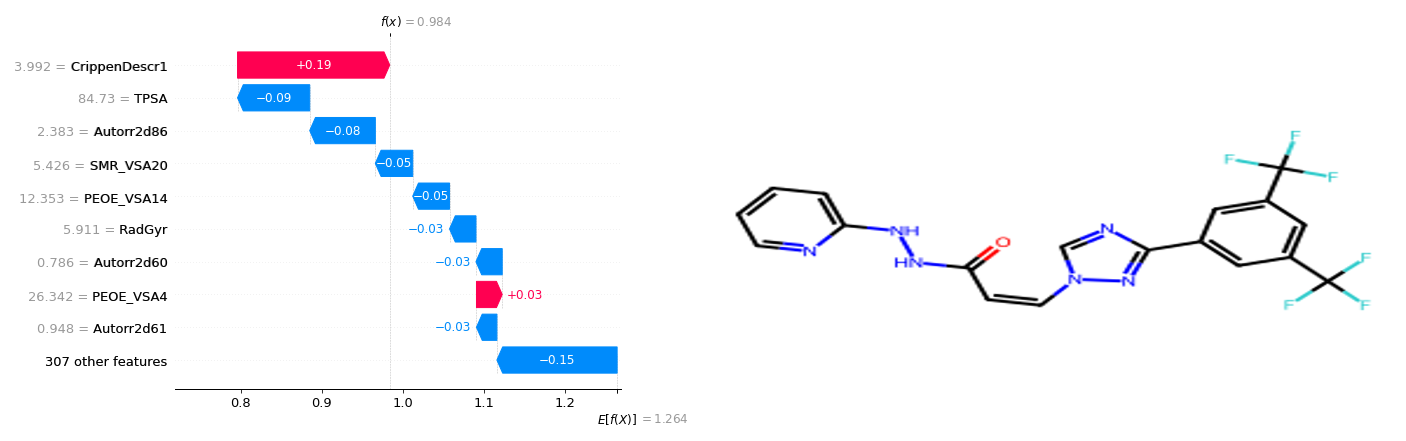 f(x) = 0.984
3.992 = CrippenDescr1
+0.19
84.73 = TPSA
−0.09
2.383 = Autorr2d86
−0.08
5.426 = SMR_VSA20
−0.05
12.353 = PEOE_VSA14
−0.05
5.911 = RadGyr
−0.03
0.786 = Autorr2d60
−0.03
26.342 = PEOE_VSA4
+0.03
0.948 = Autorr2d61
−0.03
307 other features
−0.15
0.8 0.9 1.0 1.1 1.2
E[f(X)] = 1.264
N
NH
HN
O
N
N
N
F
F
F
F
F
F